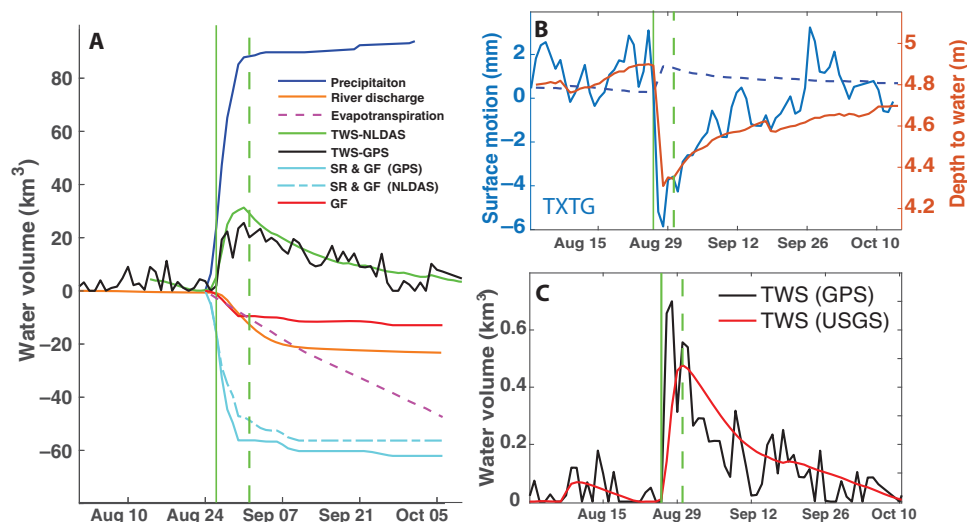 A
Water volume (km3)
80
60
40
20
0
−20
−40
−60
Aug 10
Aug 24
Sep 07
Sep 21
Oct 05
Precipitaiton
River discharge
Evapotranspiration
TWS-NLDAS
TWS-GPS
SR & GF (GPS)
SR & GF (NLDAS)
GF
B
Surface motion (mm)
2
0
−2
−4
−6
TXTG
Depth to water (m)
5
4.8
4.6
4.4
4.2
Aug 15
Aug 29
Sep 12
Sep 26
Oct 10
C
Water volume (km3)
0.6
0.4
0.2
0
TWS (GPS)
TWS (USGS)
Aug 15
Aug 29
Sep 12
Sep 26
Oct 10